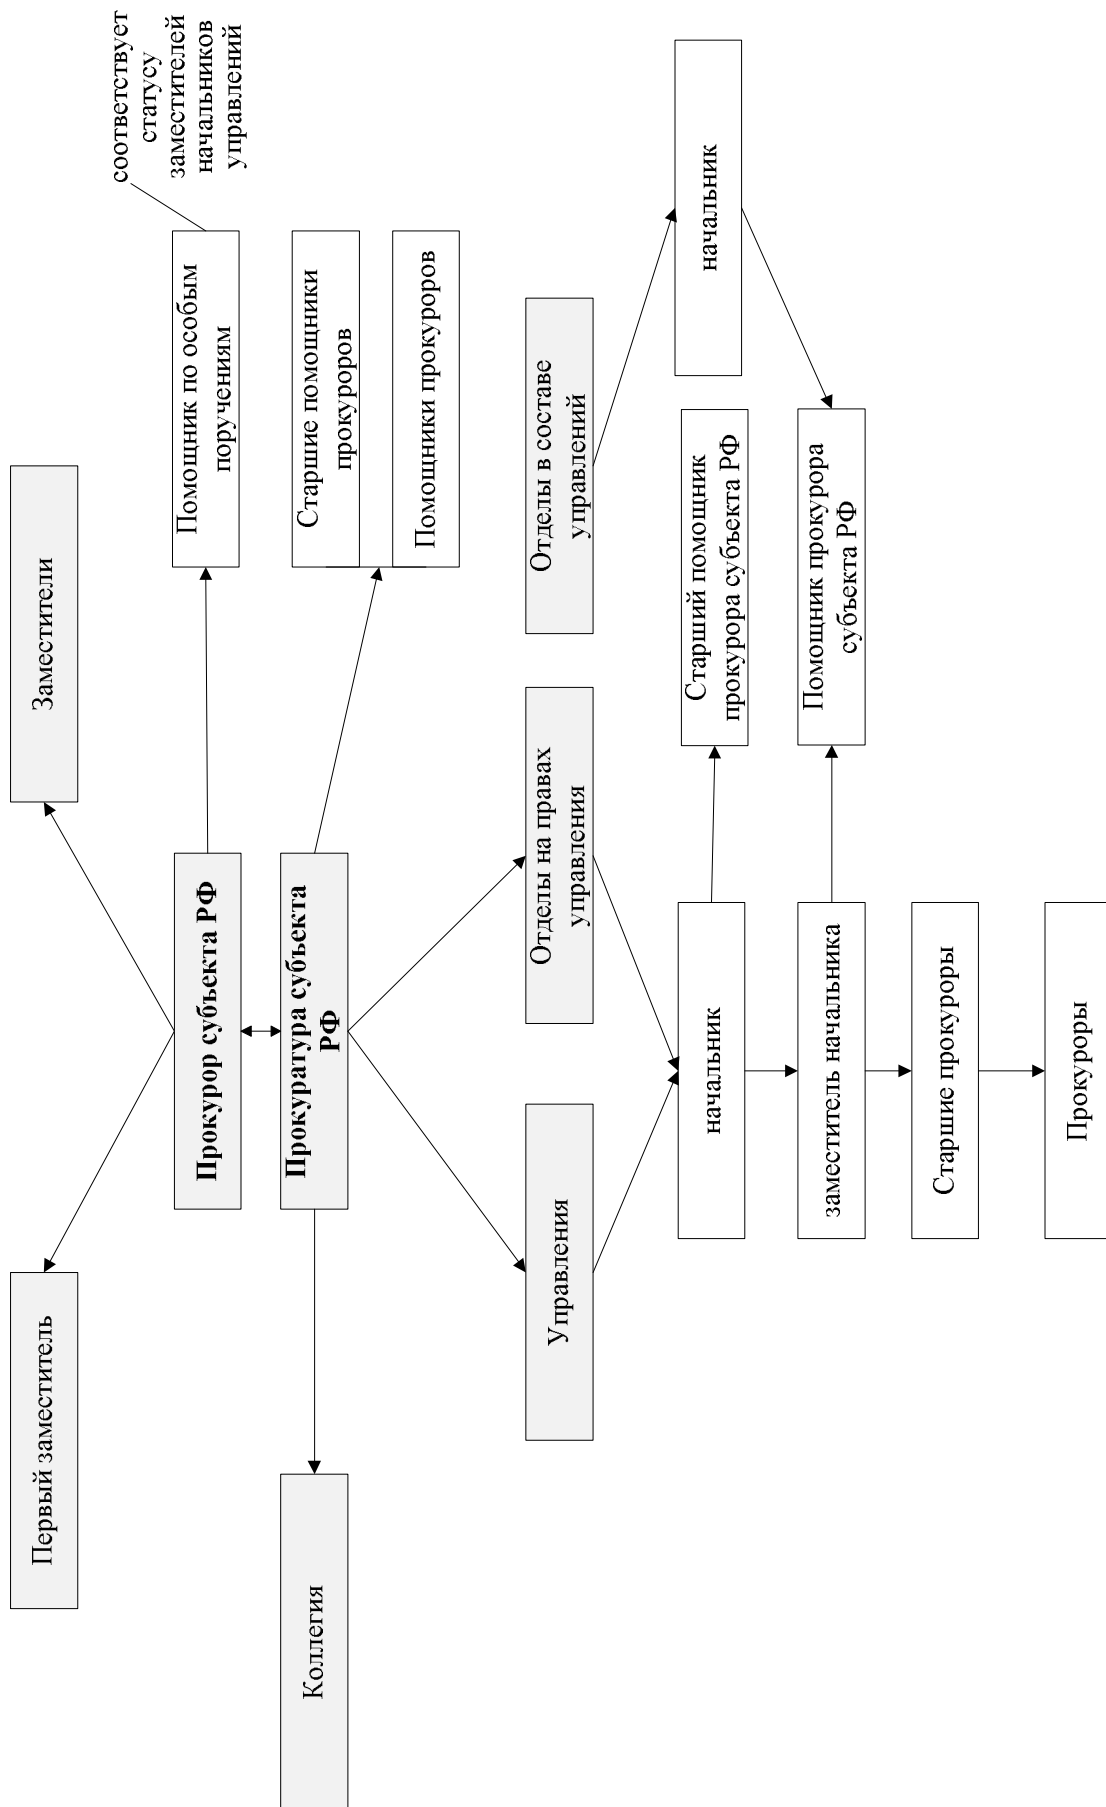 Первый заместитель
Заместители
соответствует
статусу
заместителей
начальников
управлений
Прокурор субъекта РФ
Помощник по особым
поручениям
Коллегия
Прокуратура субъекта
РФ
Старшие помощники
прокуроров
Помощники прокуроров
Управления
Отделы на правах
управления
Отделы в составе
управлений
начальник
Старший помощник
прокурора субъекта РФ
начальник
заместитель начальника
Помощник прокурора
субъекта РФ
Старшие прокуроры
Прокуроры